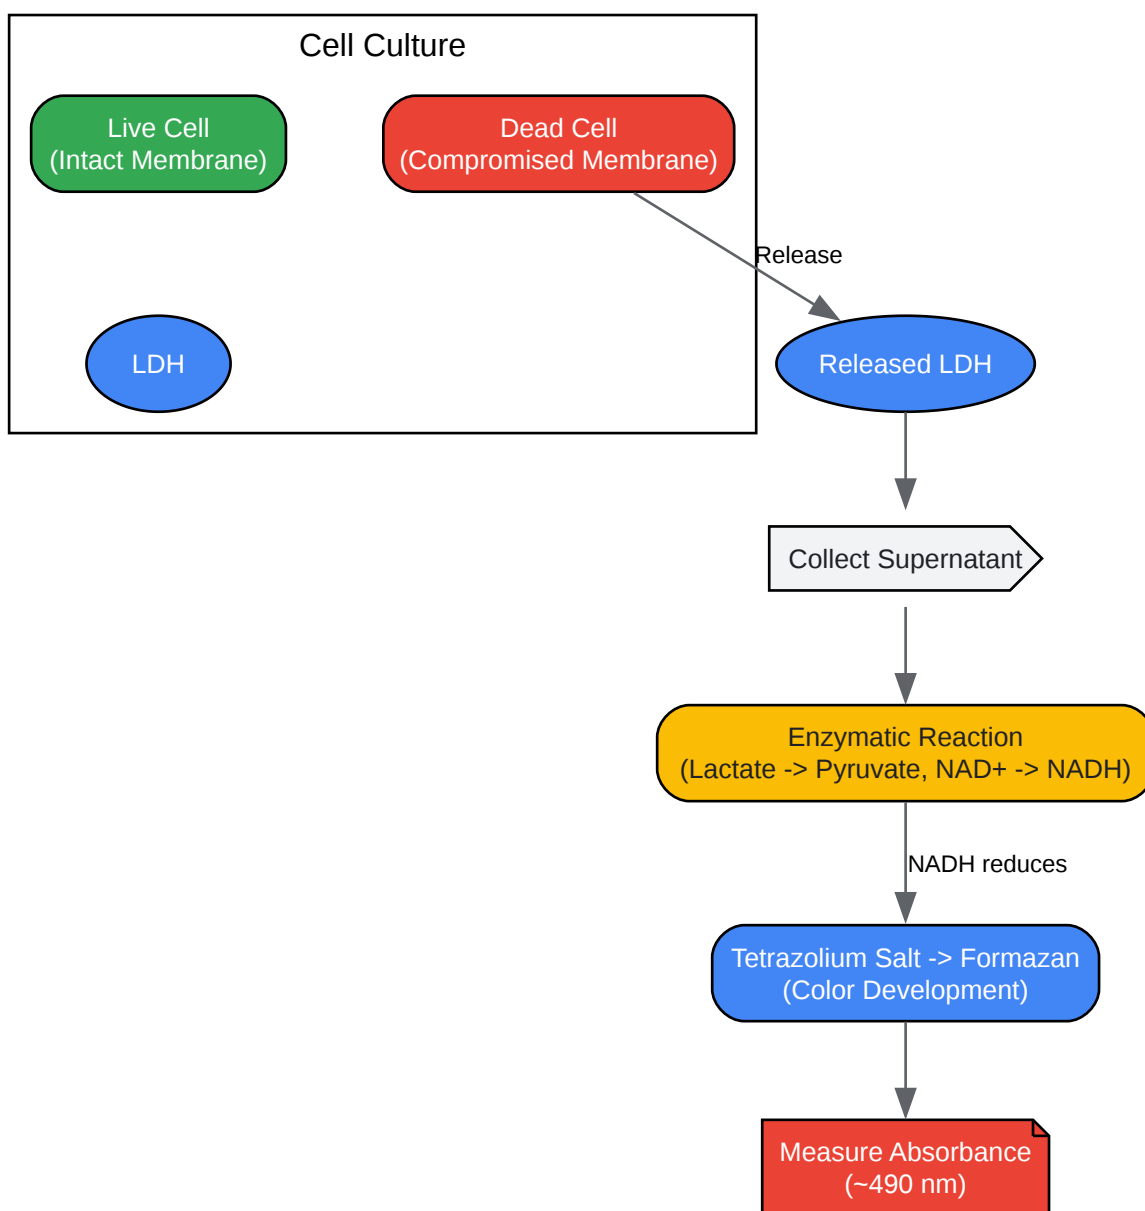 Cell Culture
Live Cell
(Intact Membrane)
Dead Cell
(Compromised Membrane)
Release
LDH
Released LDH
Collect Supernatant
Enzymatic Reaction
(Lactate -> Pyruvate, NAD+ -> NADH)
NADH reduces
Tetrazolium Salt -> Formazan
(Color Development)
Measure Absorbance
(~490 nm)